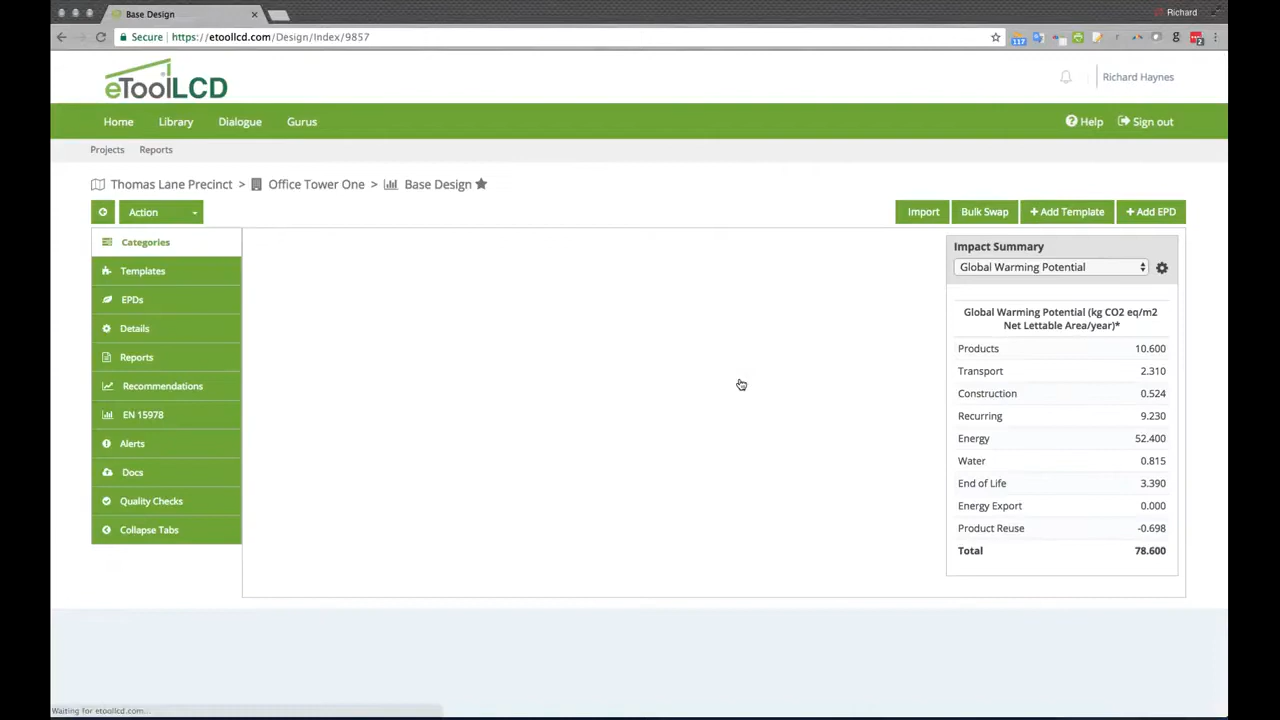 Base Design
Richard
Secure
https://etoollcd.com/Design/Index/9857
117
2
eToolLCD
Richard Haynes
Home Library Dialogue Gurus
Help Sign out
Projects Reports
Thomas Lane Precinct > Office Tower One > Base Design
Action
Import Bulk Swap + Add Template + Add EPD
Categories
Templates
EPDs
Details
Reports
Recommendations
EN 15978
Alerts
Docs
Quality Checks
Collapse Tabs
Impact Summary
Global Warming Potential
Global Warming Potential (kg CO2 eq/m2
Net Lettable Area/year)*
Products 10.600
Transport 2.310
Construction 0.524
Recurring 9.230
Energy 52.400
Water 0.815
End of Life 3.390
Energy Export 0.000
Product Reuse -0.698
Total 78.600
Waiting for etoollcd.com...